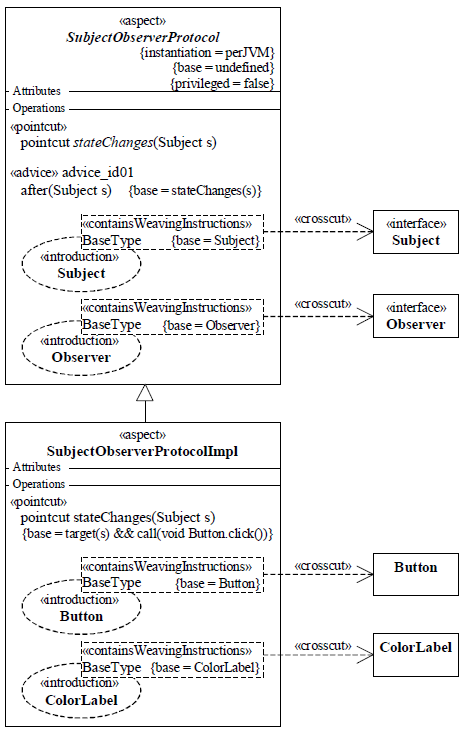 «aspect»
SubjectObserverProtocol
{instantiation = perJVM}
{base = undefined}
{privileged = false}
Attributes
Operations
«pointcut»
pointcut stateChanges(Subject s)
«advice» advice_id01
after(Subject s) {base = stateChanges(s)}
«containsWeavingInstructions»
BaseType {base = Subject}
«introduction»
Subject
«crosscut»
«interface»
Subject
«containsWeavingInstructions»
BaseType {base = Observer}
«introduction»
Observer
«crosscut»
«interface»
Observer
«aspect»
SubjectObserverProtocolImpl
Attributes
Operations
«pointcut»
pointcut stateChanges(Subject s)
{base = target(s) && call(void Button.click())}
«containsWeavingInstructions»
BaseType {base = Button}
«introduction»
Button
«crosscut»
Button
«containsWeavingInstructions»
BaseType {base = ColorLabel}
«introduction»
ColorLabel
«crosscut»
ColorLabel